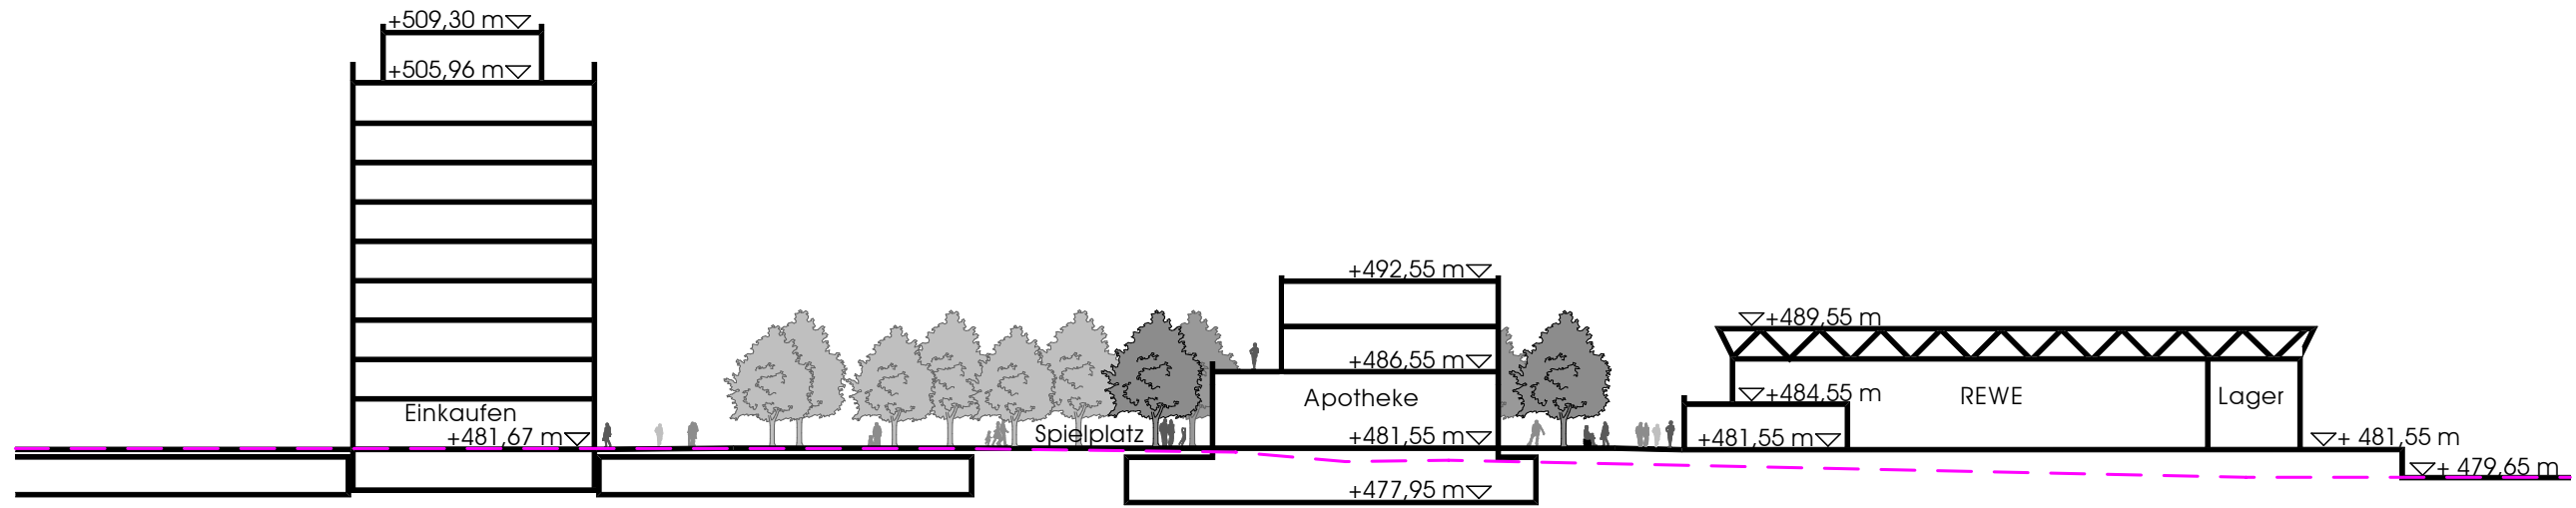 +509,30 m
+505,96 m
Einkaufen
+481,67 m
Spielplatz
+492,55 m
+486,55 m
Apotheke
+481,55 m
+477,95 m
+489,55 m
+484,55 m
REWE
Lager
+481,55 m
+ 481,55 m
+ 479,65 m